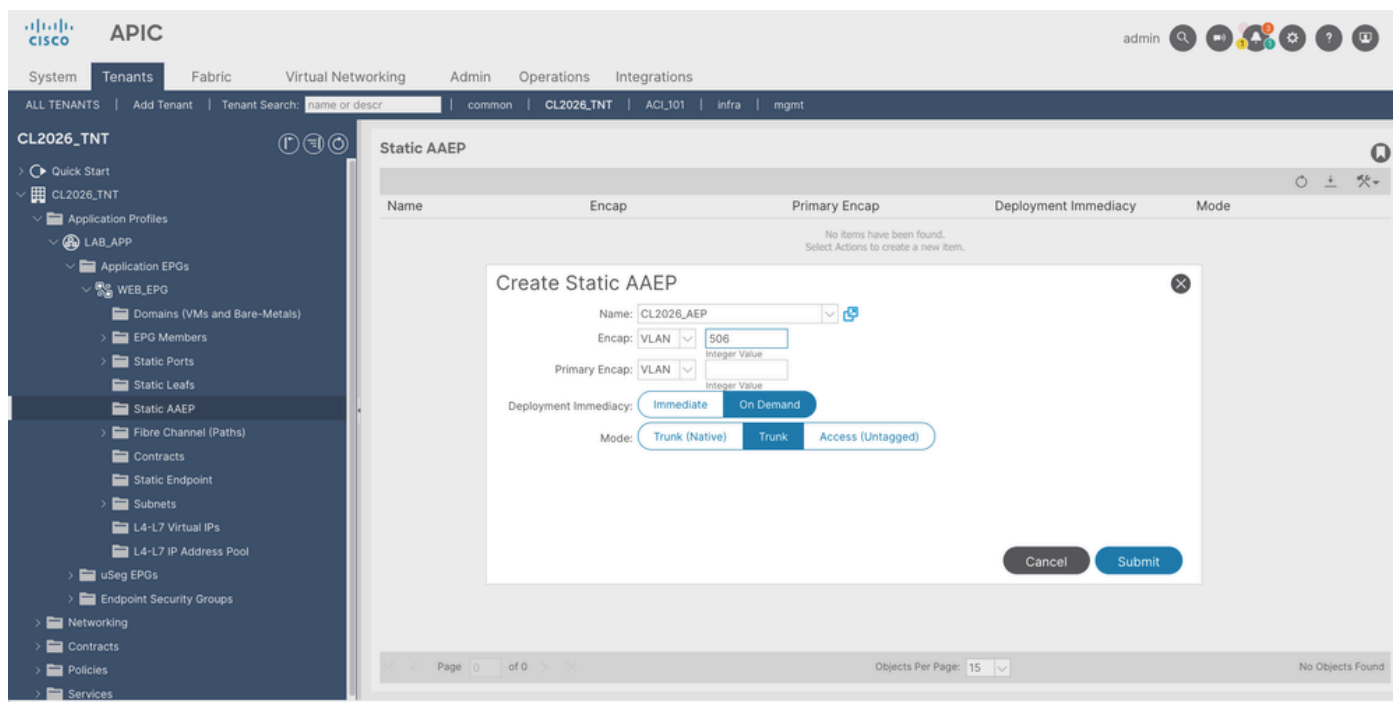 CISCO APIC admin 1 3 1 ?
System Tenants Fabric Virtual Networking Admin Operations Integrations
ALL TENANTS | Add Tenant | Tenant Search: name or descr | common | CL2026_TNT | ACI_101 | infra | mgmt
CL2026_TNT
Quick Start
CL2026_TNT
Application Profiles
LAB_APP
Application EPGs
WEB_EPG
Domains (VMs and Bare-Metals)
EPG Members
Static Ports
Static Leafs
Static AAEP
Fibre Channel (Paths)
Contracts
Static Endpoint
Subnets
L4-L7 Virtual IPs
L4-L7 IP Address Pool
uSeg EPGs
Endpoint Security Groups
Networking
Contracts
Policies
Services
Static AAEP
Name Encap Primary Encap Deployment Immediacy Mode
No items have been found.
Select Actions to create a new item.
Create Static AAEP
Name: CL2026_AEP
Encap: VLAN 506
Integer Value
Primary Encap: VLAN
Integer Value
Deployment Immediacy: Immediate On Demand
Mode: Trunk (Native) Trunk Access (Untagged)
Cancel Submit
Page 0 of 0 Objects Per Page: 15 No Objects Found